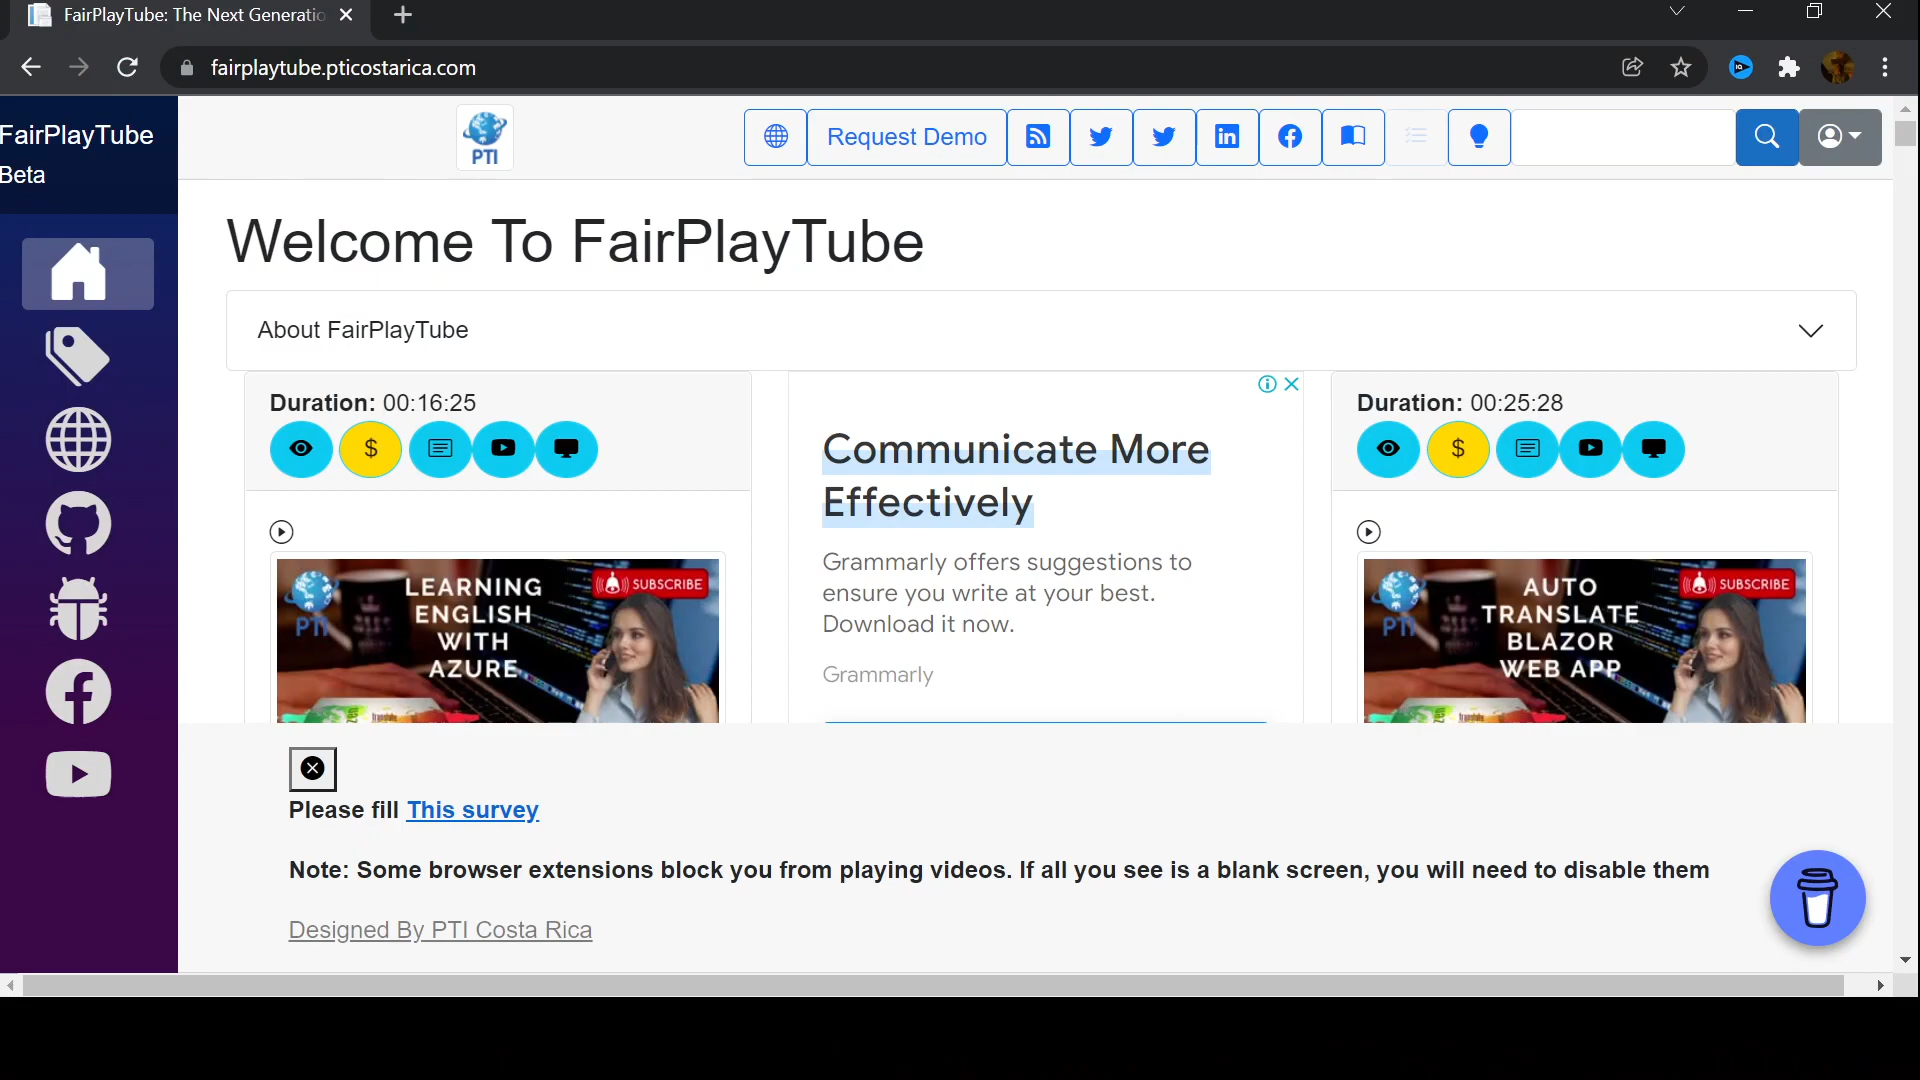 FairPlayTube: The Next Generatio
fairplaytube.pticostarica.com
FairPlayTube
Beta
PTI
Request Demo
Welcome To FairPlayTube
About FairPlayTube
Duration: 00:16:25
$
PTI
LEARNING
ENGLISH
WITH
AZURE
SUBSCRIBE
Communicate More
Effectively
Grammarly offers suggestions to
ensure you write at your best.
Download it now.
Grammarly
Duration: 00:25:28
$
PTI
AUTO
TRANSLATE
BLAZOR
WEB APP
SUBSCRIBE
Please fill This survey
Note: Some browser extensions block you from playing videos. If all you see is a blank screen, you will need to disable them
Designed By PTI Costa Rica